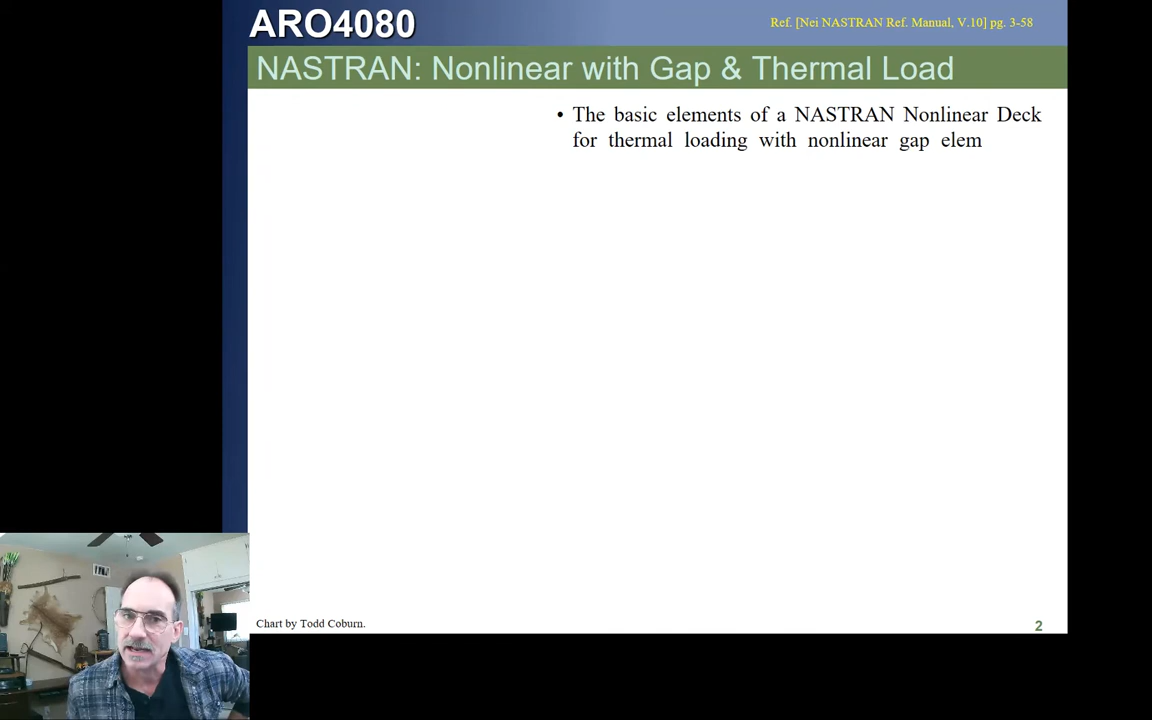 ARO4080
Ref. [Nei NASTRAN Ref. Manual, V.10] pg. 3-58
NASTRAN: Nonlinear with Gap & Thermal Load
• The basic elements of a NASTRAN Nonlinear Deck
for thermal loading with nonlinear gap elem
Chart by Todd Coburn.
2